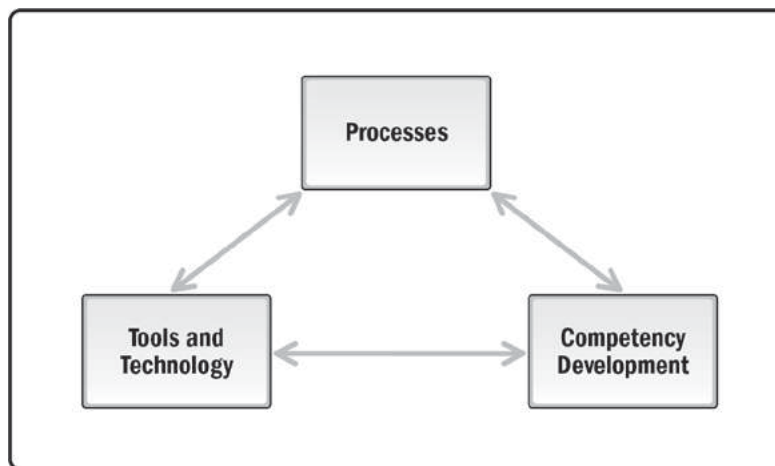 Processes
Tools and
Technology
Competency
Development